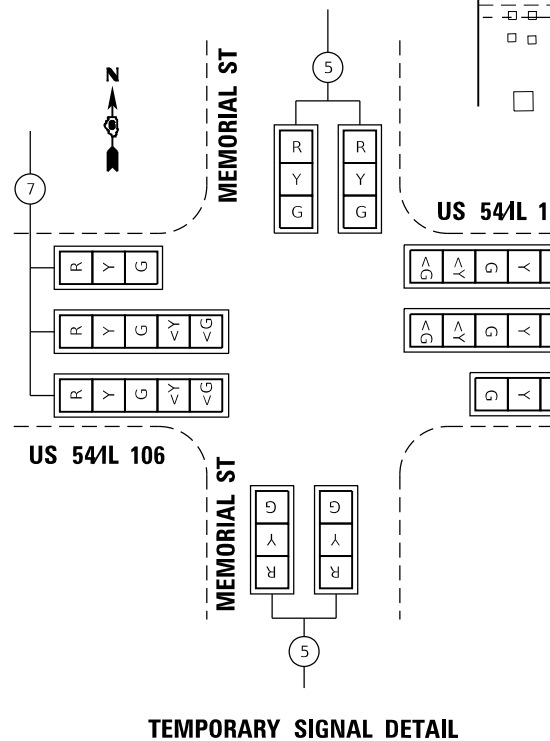 N
MEMORIAL ST
5
R R
Y Y
G G
7
US 54/IL 1
R Y G
<G <Y G Y
R Y G <Y <G
<G <Y G Y
R Y G <Y <G
G Y
US 54/IL 106
MEMORIAL ST
G G
Y Y
R R
5
TEMPORARY SIGNAL DETAIL